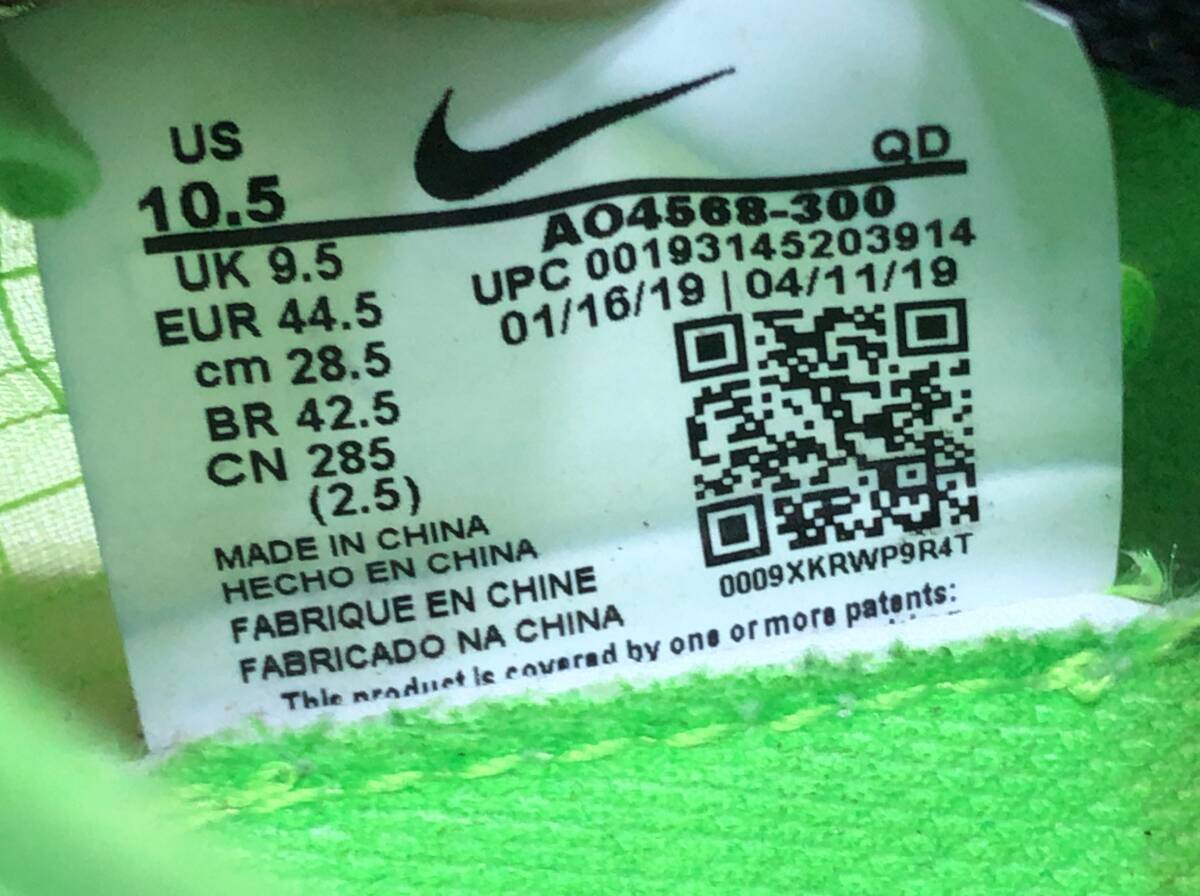 US
10.5
QD
UK 9.5
EUR 44.5
cm 28.5
BR 42.5
CN 285
(2.5)
AO4568-300
UPC 00193145203914
01/16/19 | 04/11/19
0009XKRWP9R4T
MADE IN CHINA
HECHO EN CHINA
FABRIQUE EN CHINE
FABRICADO NA CHINA
This product is covered by one or more patents: